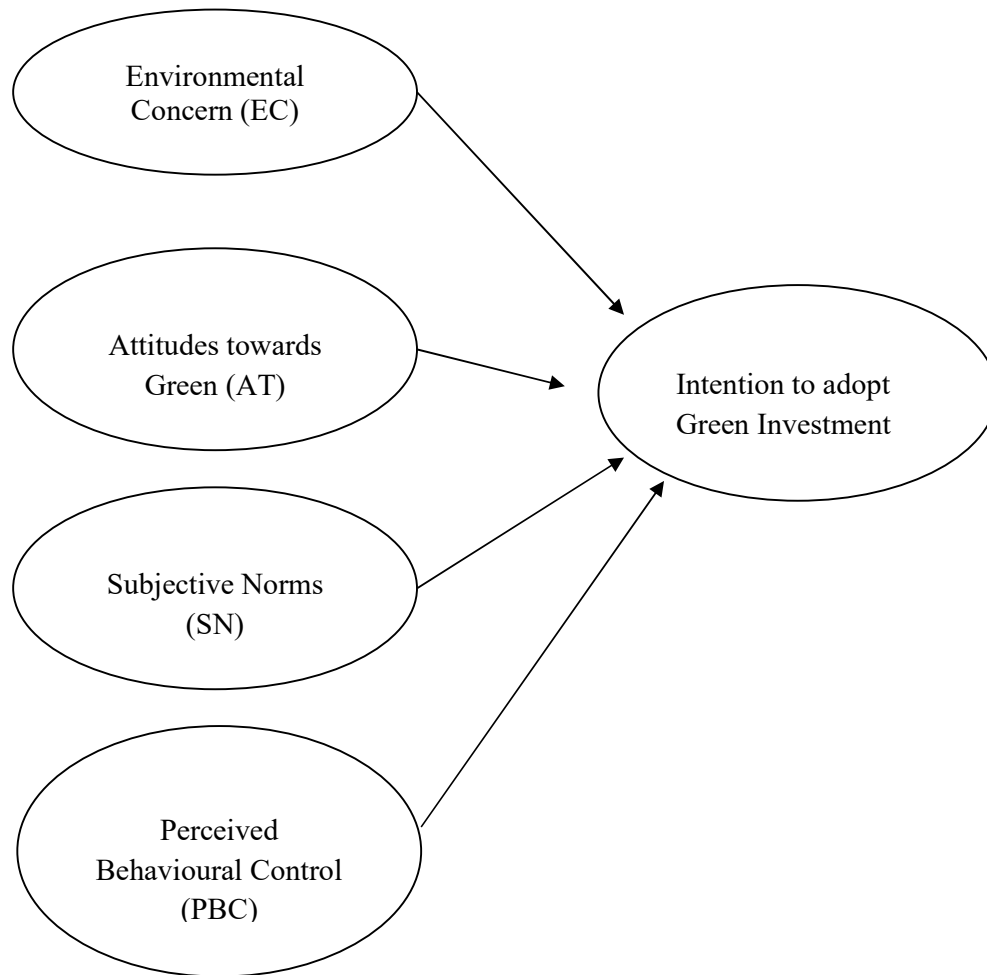 Environmental
Concern (EC)
Attitudes towards
Green (AT)
Intention to adopt
Green Investment
Subjective Norms
(SN)
Perceived
Behavioural Control
(PBC)